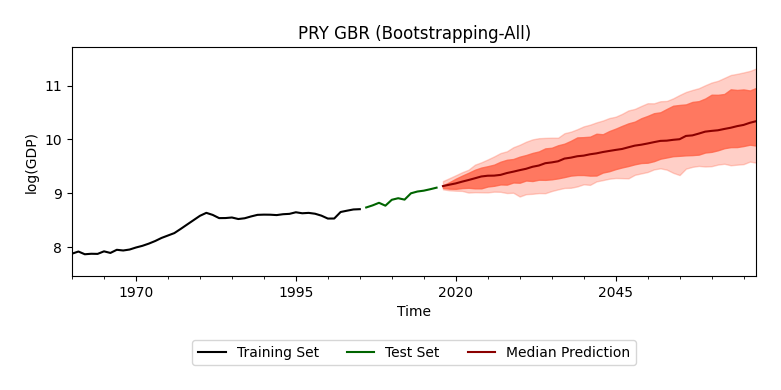 PRY GBR (Bootstrapping-All)
log(GDP)
11
10
9
8
1970 1995 2020 2045
Time
Training Set Test Set Median Prediction